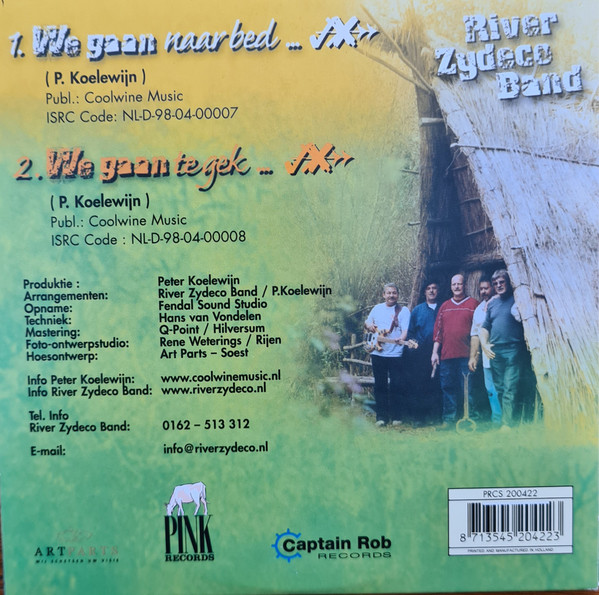 1. We gaan naar bed ...
River
Zydeco
Band
( P. Koelewijn )
Publ.: Coolwine Music
ISRC Code: NL-D-98-04-00007
2. We gaan te gek ...
( P. Koelewijn )
Publ.: Coolwine Music
ISRC Code : NL-D-98-04-00008
Produktie : Peter Koelewijn
Arrangementen: River Zydeco Band / P.Koelewijn
Opname: Fendal Sound Studio
Techniek: Hans van Vondelen
Mastering: Q-Point / Hilversum
Foto-ontwerpstudio: Rene Weterings / Rijen
Hoesontwerp: Art Parts – Soest
Info Peter Koelewijn: www.coolwinemusic.nl
Info River Zydeco Band: www.riverzydeco.nl
Tel. Info
River Zydeco Band: 0162 – 513 312
E-mail: info@riverzydeco.nl
PRCS 200422
8 713545 204223
PRINTED AND MANUFACTURED IN HOLLAND
ARTPARTS
PINK
RECORDS
Captain Rob
RECORDS